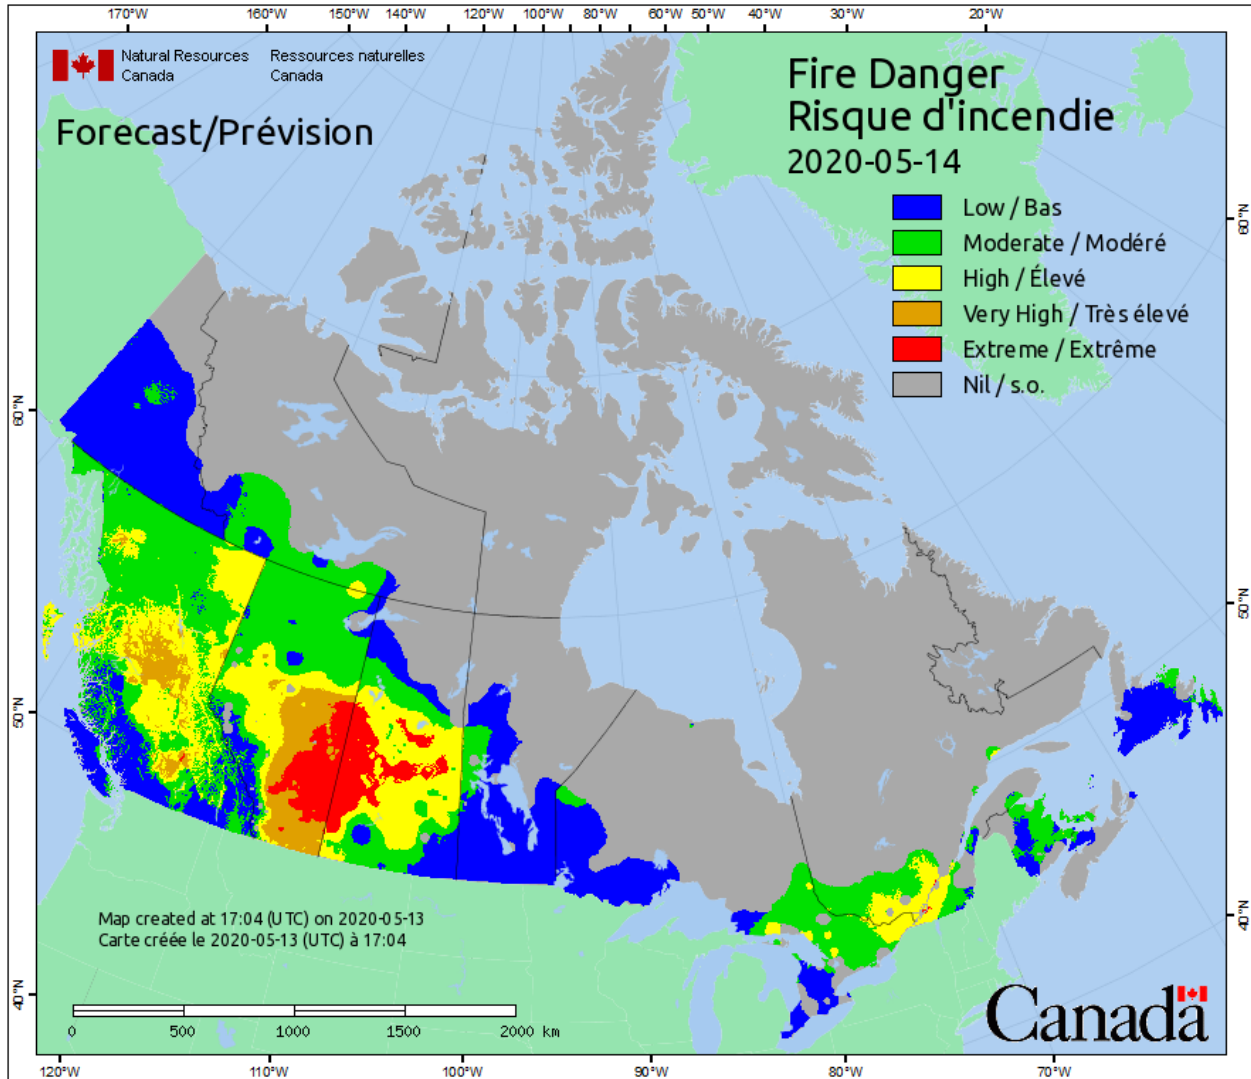 170°W 160°W 150°W 140°W 120°W 100°W 80°W 60°W 50°W 40°W 30°W 20°W
Natural Resources Ressources naturelles
Canada Canada
Forecast/Prévision
Fire Danger
Risque d'incendie
2020-05-14
Low / Bas
Moderate / Modéré
High / Élevé
Very High / Très élevé
Extreme / Extrême
Nil / s.o.
60°N
60°N
50°N
50°N
40°N
Map created at 17:04 (UTC) on 2020-05-13
Carte créée le 2020-05-13 (UTC) à 17:04
40°N
0 500 1000 1500 2000 km
Canada
120°W 110°W 100°W 90°W 80°W 70°W